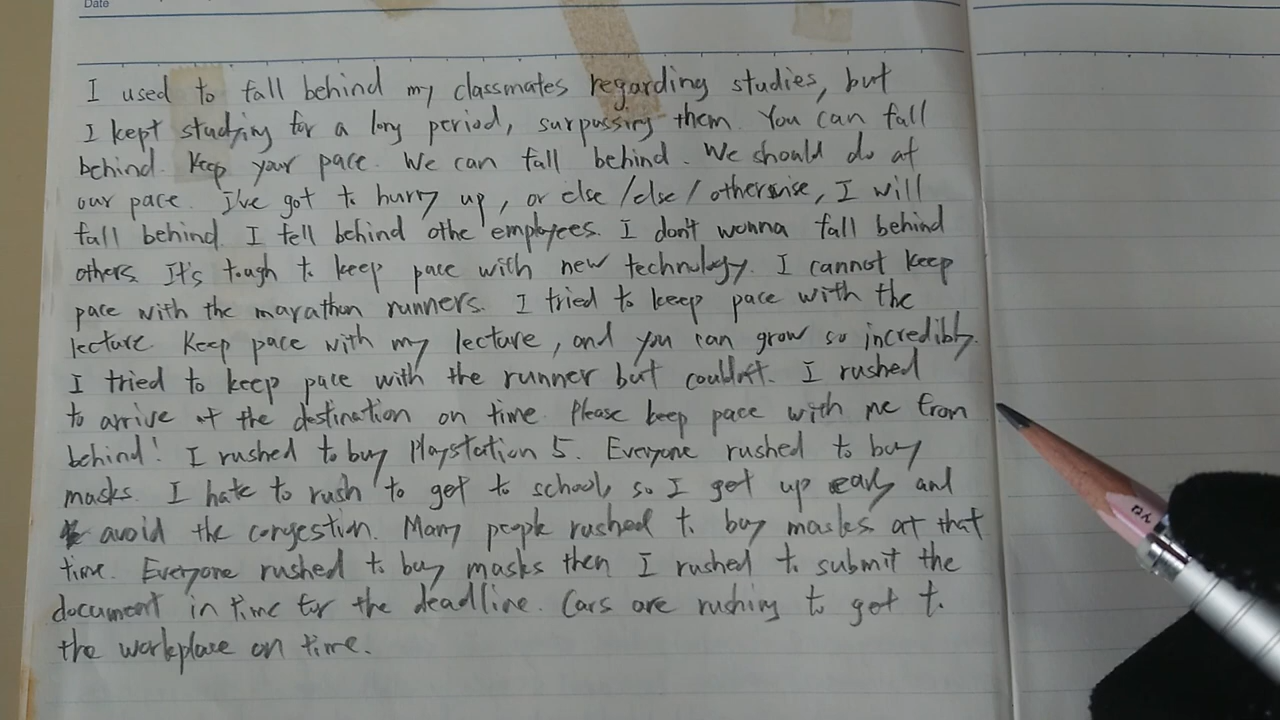 Date
I used to fall behind my classmates regarding studies, but
I kept studying for a long period, surpassing them. You can fall
behind. Keep your pace. We can fall behind. We should do at
our pace. I've got to hurry up, or else / else / otherwise, I will
fall behind. I fell behind othe employees. I don't wanna fall behind
others. It's tough to keep pace with new technology. I cannot keep
pace with the marathon runners. I tried to keep pace with the
lecture. Keep pace with my lecture, and you can grow so incredibly.
I tried to keep pace with the runner but couldn't. I rushed
to arrive at the destination on time. Please keep pace with me from
behind! I rushed to buy Playstation 5. Everyone rushed to buy
masks. I hate to rush to get to school, so I get up early and
avoid the congestion. Many people rushed to buy masks at that
time. Everyone rushed to buy masks then I rushed to submit the
document in time for the deadline. Cars are rushing to get to
the workplace on time.